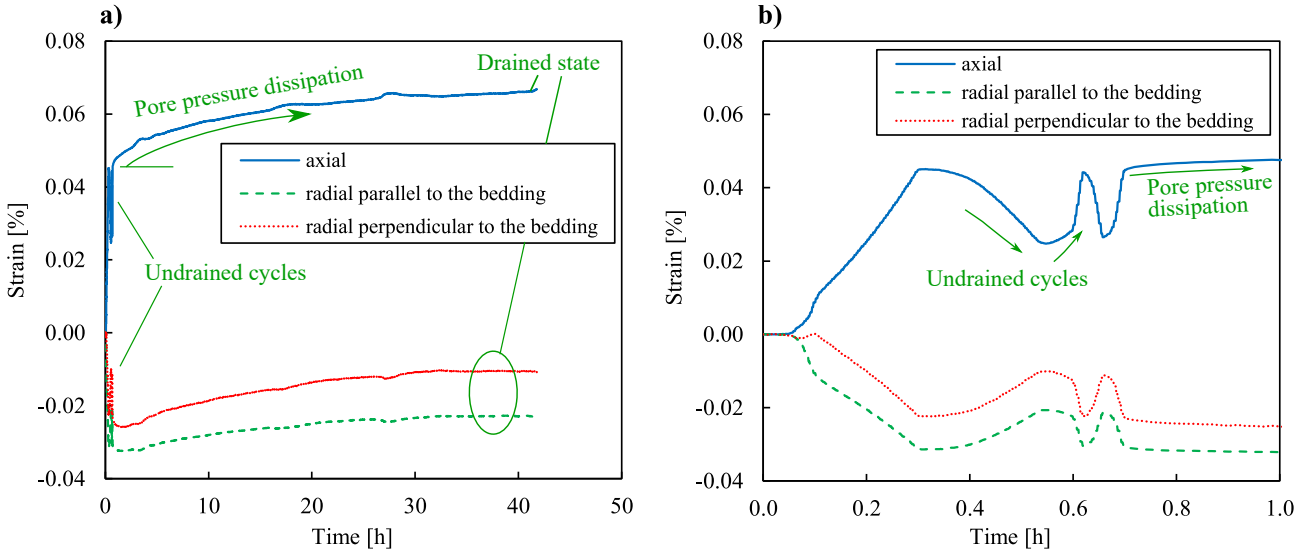 a)
0.08
0.06
0.04
0.02
0.00
-0.02
-0.04
Strain [%]
0
10
20
30
40
50
Time [h]
Pore pressure dissipation
Drained state
axial
radial parallel to the bedding
radial perpendicular to the bedding
Undrained cycles
b)
0.08
0.06
0.04
0.02
0.00
-0.02
-0.04
Strain [%]
0.0
0.2
0.4
0.6
0.8
1.0
Time [h]
axial
radial parallel to the bedding
radial perpendicular to the bedding
Pore pressure
dissipation
Undrained cycles